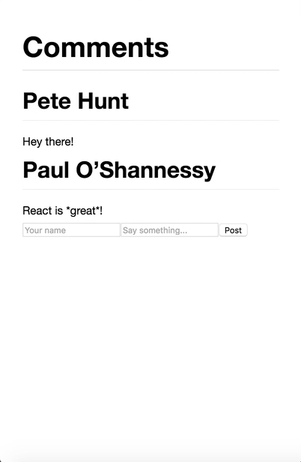 Comments
Pete Hunt
Hey there!
Paul O’Shannessy
React is *great*!
Your name Say something... Post